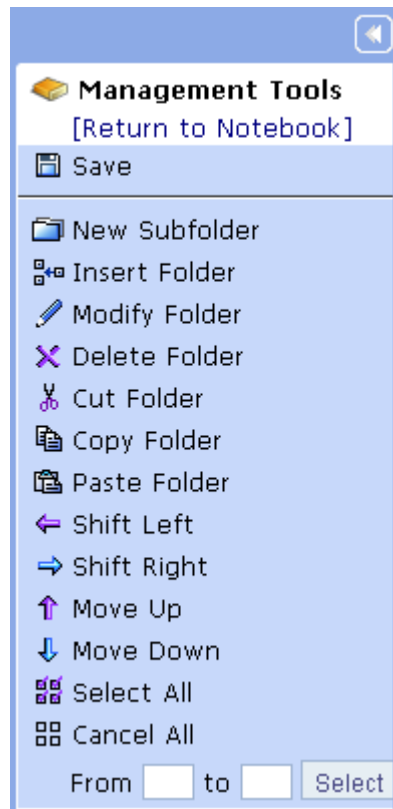 Management Tools
[Return to Notebook]
Save
New Subfolder
Insert Folder
Modify Folder
Delete Folder
Cut Folder
Copy Folder
Paste Folder
Shift Left
Shift Right
Move Up
Move Down
Select All
Cancel All
From to Select